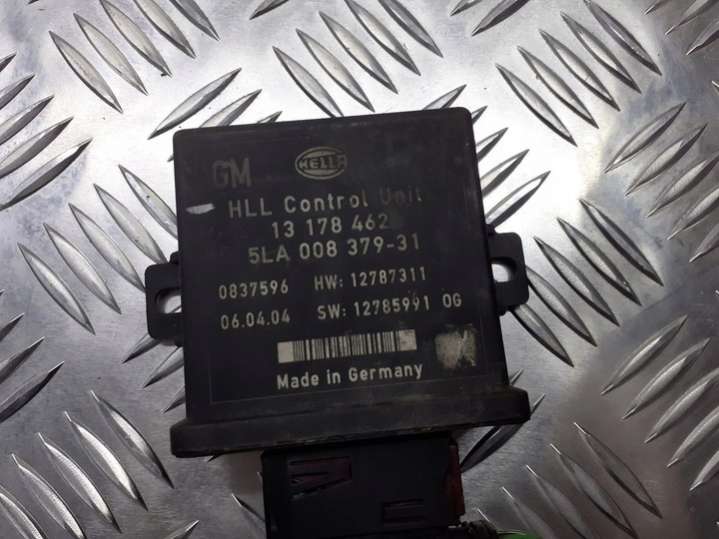 GM HELLA
HLL Control Unit
13 178 462
5LA 008 379-31
0837596 HW: 12787311
06.04.04 SW: 12785991 OG
Made in Germany